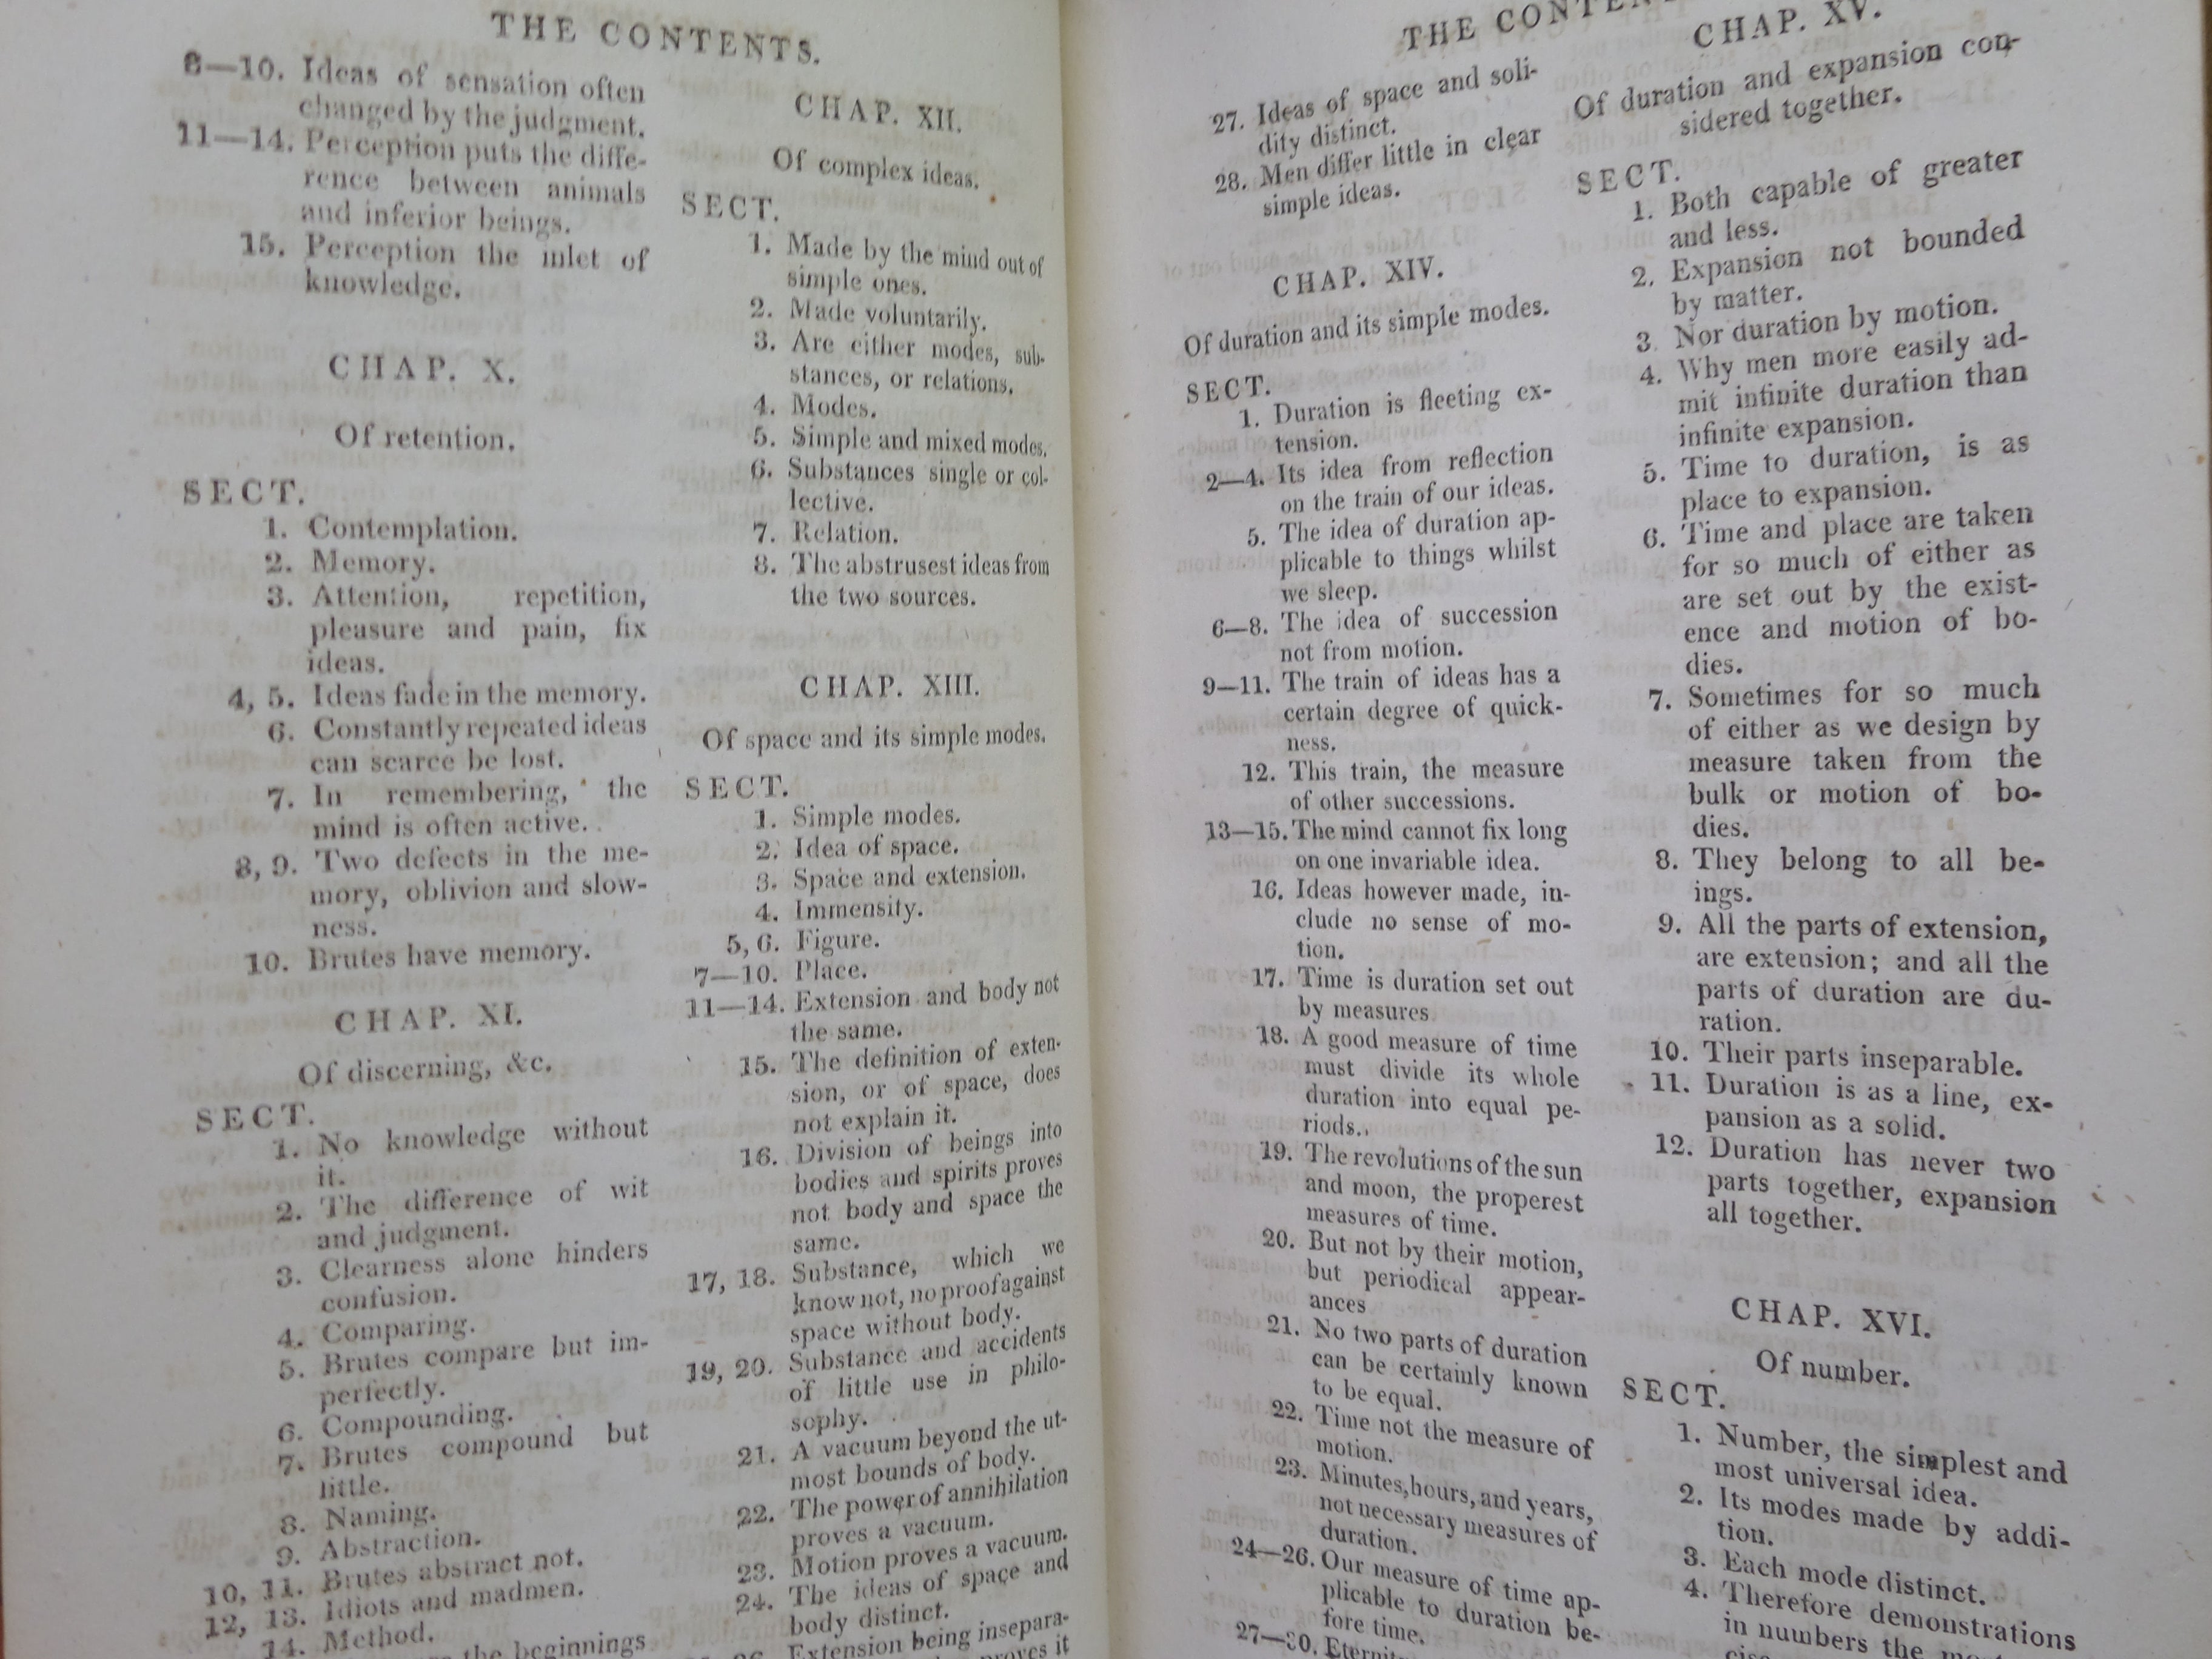 THE CONTENTS.
8—10. Ideas of sensation often
changed by the judgment.
11—14. Perception puts the diffe-
rence between animals
and inferior beings.
15. Perception the inlet of
knowledge.
CHAP. X.
Of retention.
SECT.
1. Contemplation.
2. Memory.
3. Attention, repetition,
pleasure and pain, fix
ideas.
4, 5. Ideas fade in the memory.
6. Constantly repeated ideas
can scarce be lost.
7. In remembering, the
mind is often active.
8, 9. Two defects in the me-
mory, oblivion and slow-
ness.
10. Brutes have memory.
CHAP. XI.
Of discerning, &c.
SECT.
1. No knowledge without
it.
2. The difference of wit
and judgment.
3. Clearness alone hinders
confusion.
4. Comparing.
5. Brutes compare but im-
perfectly.
6. Compounding.
7. Brutes compound but
little.
8. Naming.
9. Abstraction.
10, 11. Brutes abstract not.
12, 13. Idiots and madmen.
14. Method.
the beginnings
CHAP. XII.
Of complex ideas.
SECT.
1. Made by the mind out of
simple ones.
2. Made voluntarily.
3. Are either modes, sub-
stances, or relations.
4. Modes.
5. Simple and mixed modes.
6. Substances single or col-
lective.
7. Relation.
8. The abstrusest ideas from
the two sources.
CHAP. XIII.
Of space and its simple modes.
SECT.
1. Simple modes.
2. Idea of space.
3. Space and extension.
4. Immensity.
5, 6. Figure.
7—10. Place.
11—14. Extension and body not
the same.
15. The definition of exten-
sion, or of space, does
not explain it.
16. Division of beings into
bodies and spirits proves
not body and space the
same.
17, 18. Substance, which we
know not, no proof against
space without body.
19, 20. Substance and accidents
of little use in philo-
sophy.
21. A vacuum beyond the ut-
most bounds of body.
22. The power of annihilation
proves a vacuum.
23. Motion proves a vacuum.
24. The ideas of space and
body distinct.
Extension being insepara-
proves it
THE
27. Ideas of space and soli-
dity distinct.
28. Men differ little in clear
simple ideas.
CHAP. XIV.
Of duration and its simple modes.
SECT.
1. Duration is fleeting ex-
tension.
2—4. Its idea from reflection
on the train of our ideas.
5. The idea of duration ap-
plicable to things whilst
we sleep.
6—8. The idea of succession
not from motion.
9—11. The train of ideas has a
certain degree of quick-
ness.
12. This train, the measure
of other successions.
13—15. The mind cannot fix long
on one invariable idea.
16. Ideas however made, in-
clude no sense of mo-
tion.
17. Time is duration set out
by measures
18. A good measure of time
must divide its whole
duration into equal pe-
riods.
19. The revolutions of the sun
and moon, the properest
measures of time.
20. But not by their motion,
but periodical appear-
ances
21. No two parts of duration
can be certainly known
to be equal.
22. Time not the measure of
motion.
23. Minutes, hours, and years,
not necessary measures of
duration.
24—26. Our measure of time ap-
plicable to duration be-
fore time.
27—30.
CHAP. XV.
Of duration and expansion con-
sidered together.
SECT.
1. Both capable of greater
and less.
2. Expansion not bounded
by matter.
3. Nor duration by motion.
4. Why men more easily ad-
mit infinite duration than
infinite expansion.
5. Time to duration, is as
place to expansion.
6. Time and place are taken
for so much of either as
are set out by the exist-
ence and motion of bo-
dies.
7. Sometimes for so much
of either as we design by
measure taken from the
bulk or motion of bo-
dies.
8. They belong to all be-
ings.
9. All the parts of extension,
are extension; and all the
parts of duration are du-
ration.
10. Their parts inseparable.
11. Duration is as a line, ex-
pansion as a solid.
12. Duration has never two
parts together, expansion
all together.
CHAP. XVI.
Of number.
SECT.
1. Number, the simplest and
most universal idea.
2. Its modes made by addi-
tion.
3. Each mode distinct.
4. Therefore demonstrations
in numbers the